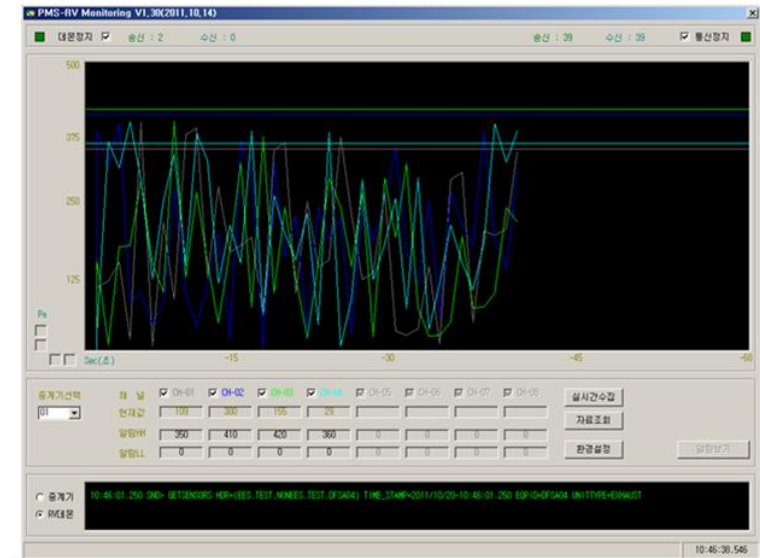 PMS-RV Monitoring V1,30(2011,10,14)
데몬정지 송신 : 2 수신 : 0 송신 : 39 수신 : 39 통신정지
500
375
250
125
Pa
Sec(초) -15 -30 -45 -60
중계기선택 채 널 CH-01 CH-02 CH-03 CH-04 CH-05 CH-06 CH-07 CH-08 실시간수집
01 현재값 109 380 195 29 자료조회
알람HH 350 410 420 360 0 0 0 0
알람LL 0 0 0 0 0 0 0 0 환경설정 알람보기
중계기
RV데몬
10:46:01.250 SND> GETSENSORS HDR=(EES.TEST.NONEES.TEST.OFSA04) TIME_STAMP=2011/10/20-10:46:01.250 EQPID=OFSA04 UNITTYPE=EXHAUST
10:46:38.546